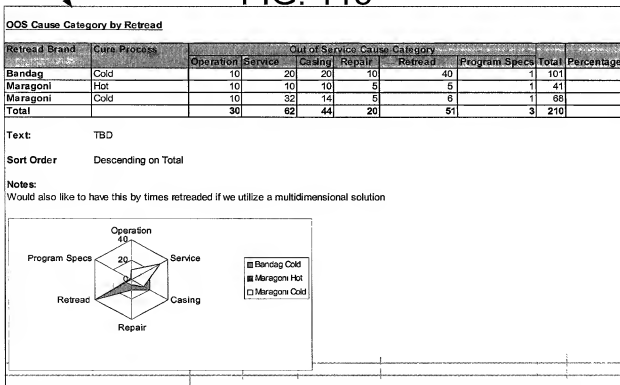 OOS Cause Category by Retread
Retread Brand Cure Process Out of Service Cause Category
Operation Service Casing Repair Retread Program Specs Total Percentage
Bandag Cold 10 20 20 10 40 1 101
Maragoni Hot 10 10 10 5 5 1 41
Maragoni Cold 10 32 14 5 6 1 68
Total 30 62 44 20 51 3 210
Text: TBD
Sort Order Descending on Total
Notes:
Would also like to have this by times retreaded if we utilize a multidimensional solution
Operation
40
Program Specs 20 Service
0
Retread Casing
Repair
Bandag Cold
Maragoni Hot
Maragoni Cold